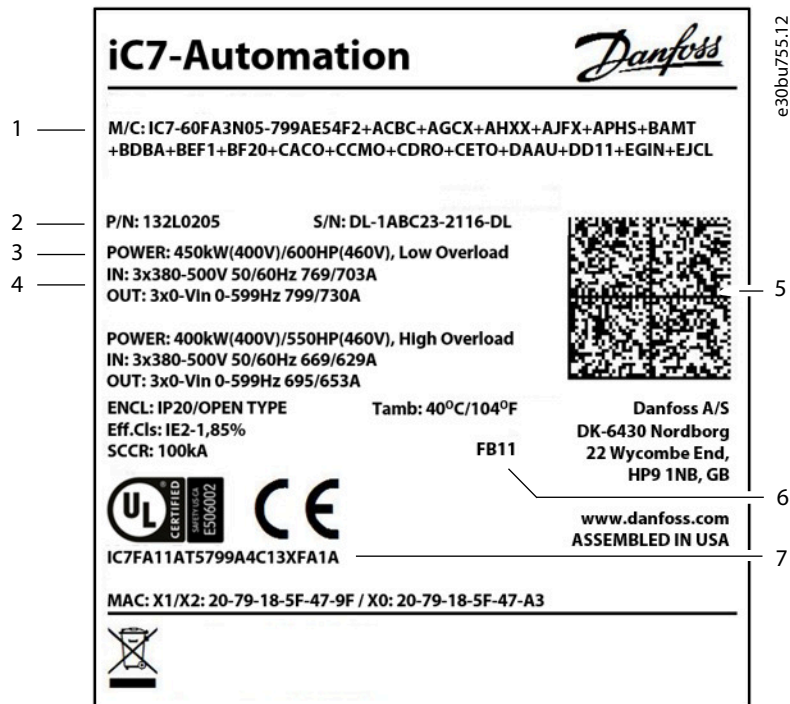 iC7-Automation
Danfoss
e30bu755.12
1
M/C: IC7-60FA3N05-799AE54F2+ACBC+AGCX+AHXX+AJFX+APHS+BAMT
+BDBA+BEF1+BF20+CACO+CCMO+CDRO+CETO+DAAU+DD11+EGIN+EJCL
2
P/N: 132L0205 S/N: DL-1ABC23-2116-DL
3
POWER: 450kW(400V)/600HP(460V), Low Overload
4
IN: 3x380-500V 50/60Hz 769/703A
OUT: 3x0-Vin 0-599Hz 799/730A
5
POWER: 400kW(400V)/550HP(460V), High Overload
IN: 3x380-500V 50/60Hz 669/629A
OUT: 3x0-Vin 0-599Hz 695/653A
ENCL: IP20/OPEN TYPE Tamb: 40⁰C/104⁰F
Eff.Cls: IE2-1,85%
SCCR: 100kA
FB11
6
Danfoss A/S
DK-6430 Nordborg
22 Wycombe End,
HP9 1NB, GB
UL
CERTIFIED
SAFETY US CA
E506002
CE
www.danfoss.com
ASSEMBLED IN USA
IC7FA11AT5799A4C13XFA1A
7
MAC: X1/X2: 20-79-18-5F-47-9F / X0: 20-79-18-5F-47-A3